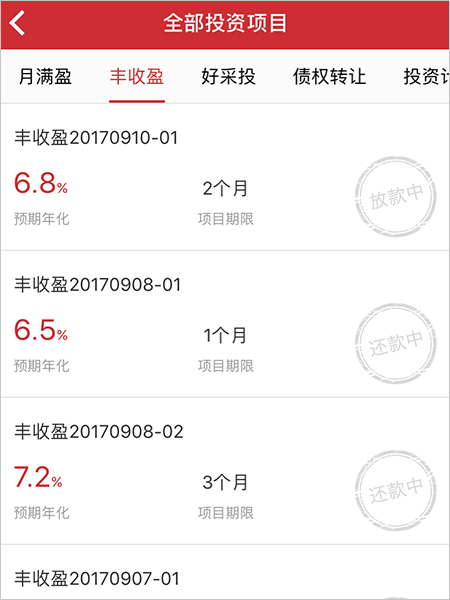 全部投资项目
月满盈 丰收盈 好采投 债权转让 投资计
丰收盈20170910-01
6.8% 2个月 放款中
预期年化 项目期限
丰收盈20170908-01
6.5% 1个月 还款中
预期年化 项目期限
丰收盈20170908-02
7.2% 3个月 还款中
预期年化 项目期限
丰收盈20170907-01